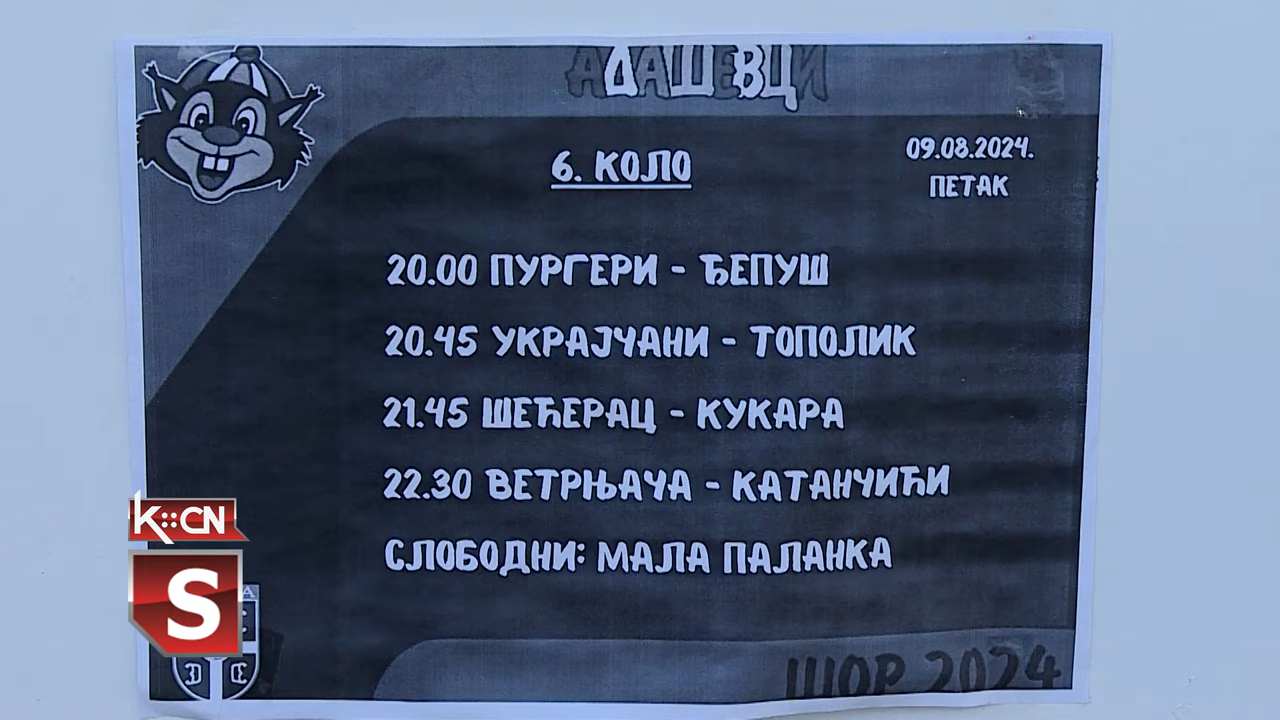 АДАШЕВЦИ
6. КОЛО
09.08.2024.
ПЕТАК
20.00 ПУРГЕРИ - ЂЕПУШ
20.45 УКРАЈЧАНИ - ТОПОЛИК
21.45 ШЕЋЕРАЦ - КУКАРА
22.30 ВЕТРЊАЧА - КАТАНЧИЋИ
СЛОБОДНИ: МАЛА ПАЛАНКА
K::CN
S
ШОР 2024